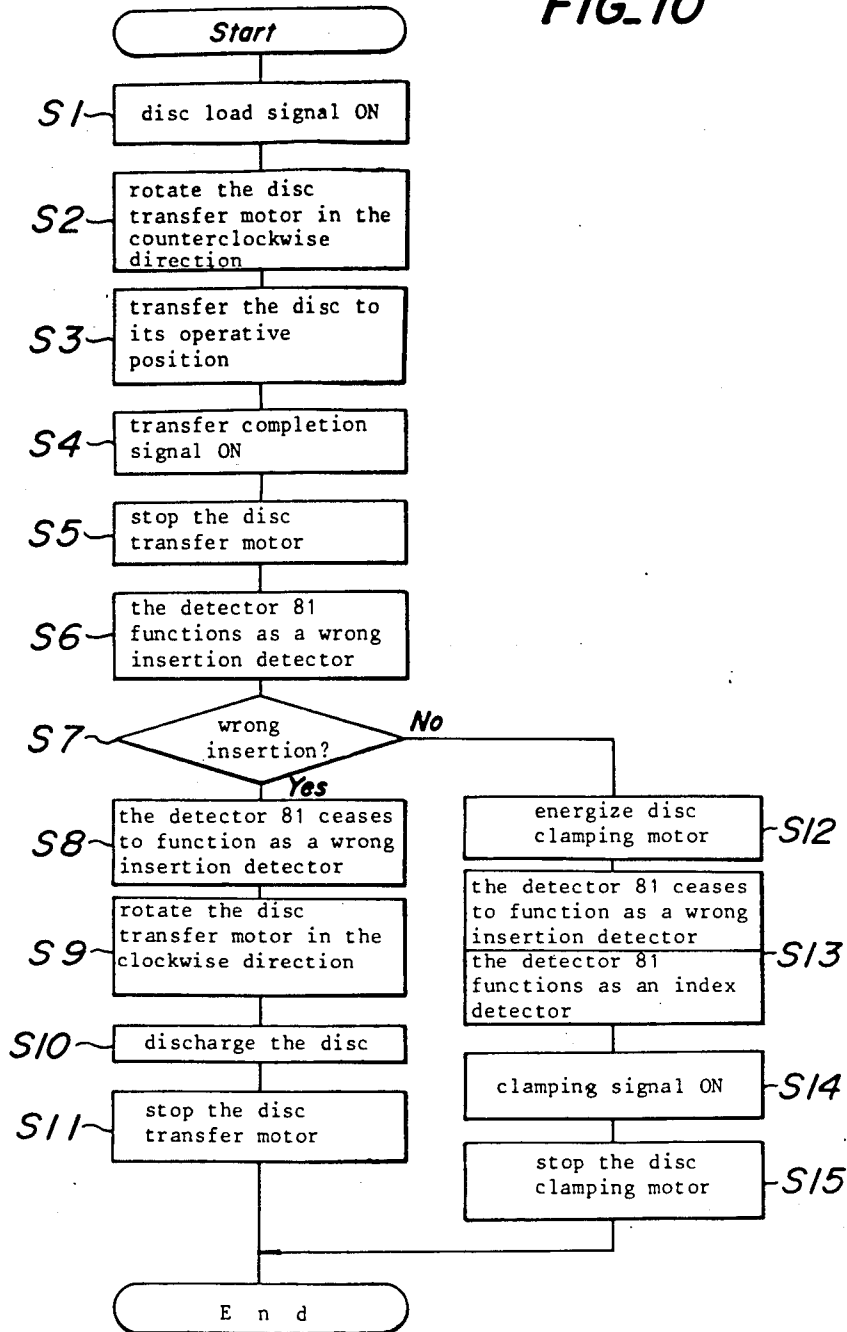 FIG_10
Start
S1
disc load signal ON
S2
rotate the disc
transfer motor in the
counterclockwise
direction
S3
transfer the disc to
its operative
position
S4
transfer completion
signal ON
S5
stop the disc
transfer motor
S6
the detector 81
functions as a wrong
insertion detector
S7
wrong
insertion?
No
Yes
S8
the detector 81 ceases
to function as a wrong
insertion detector
S9
rotate the disc
transfer motor in the
clockwise direction
S10
discharge the disc
S11
stop the disc
transfer motor
energize disc
clamping motor
S12
the detector 81 ceases
to function as a wrong
insertion detector
the detector 81
functions as an index
detector
S13
clamping signal ON
S14
stop the disc
clamping motor
S15
E n d